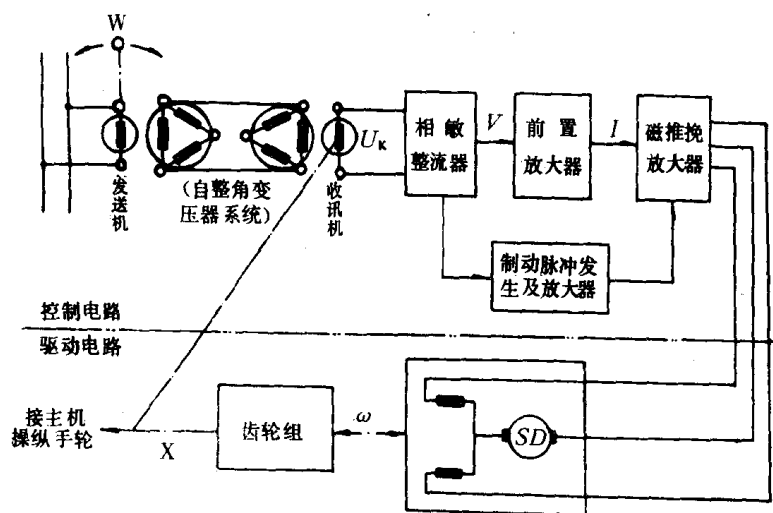 W
发送机
(自整角变
压器系统)
收讯机
U_K
相敏
整流器
V
前置
放大器
I
磁推挽
放大器
制动脉冲发
生及放大器
控制电路
驱动电路
接主机
操纵手轮
X
齿轮组
ω
SD